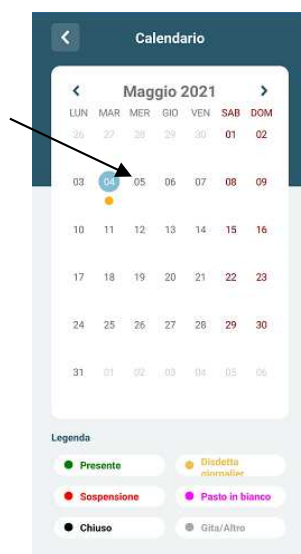 Calendario
Maggio 2021
LUN MAR MER GIO VEN SAB DOM
26 27 28 29 30 01 02
03 04 05 06 07 08 09
10 11 12 13 14 15 16
17 18 19 20 21 22 23
24 25 26 27 28 29 30
31 01 02 03 04 05 06
Legenda
Presente Disdetta
giornalier
Sospensione Pasto in bianco
Chiuso Gita/Altro